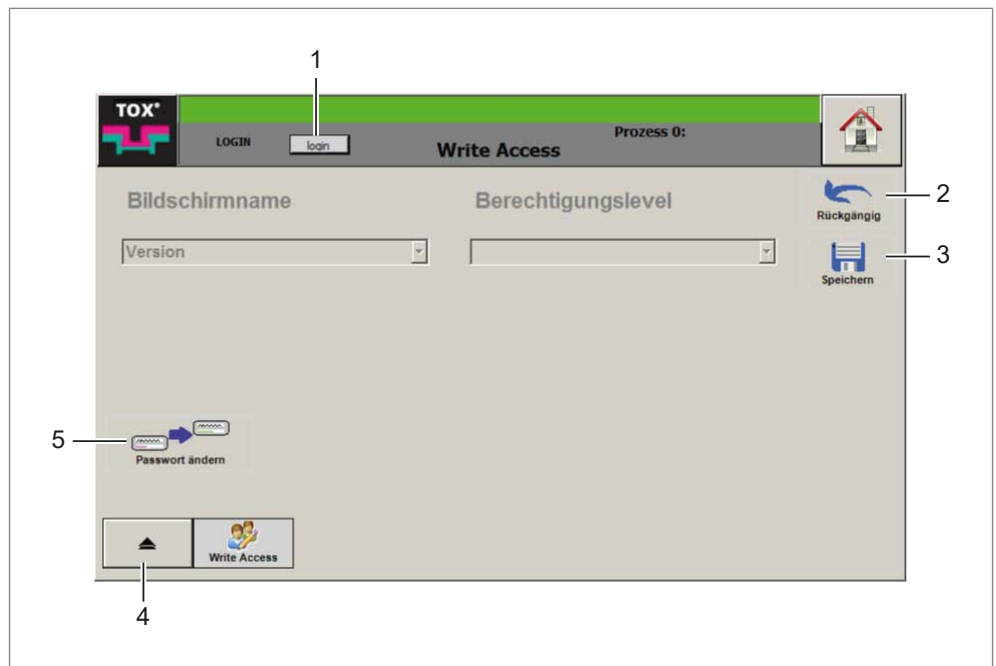 1
TOX®
LOGIN
login
Write Access
Prozess 0:
Bildschirmname
Berechtigungslevel
Rückgängig
2
Version
Speichern
3
5
Passwort ändern
Write Access
4